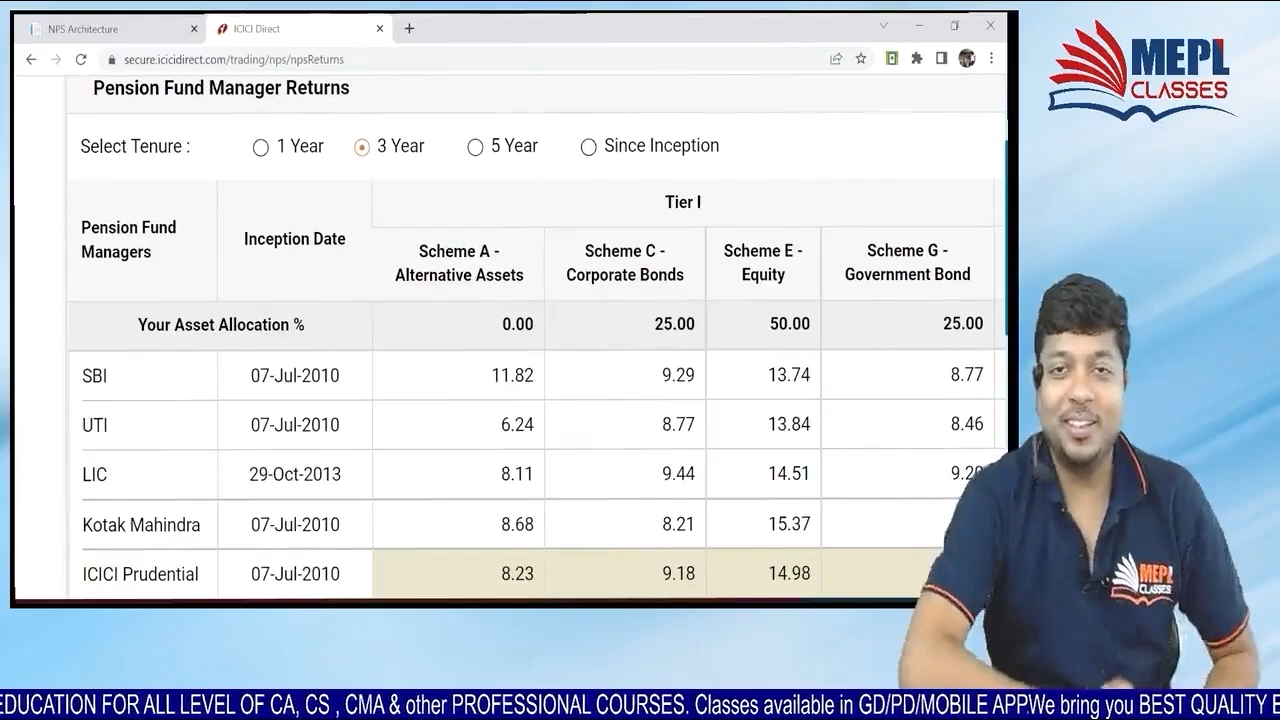 NPS Architecture
ICICI Direct
secure.icicidirect.com/trading/nps/npsReturns
MEPL
CLASSES
Pension Fund Manager Returns
Select Tenure : 1 Year 3 Year 5 Year Since Inception
Tier I
Pension Fund Managers Inception Date Scheme A - Alternative Assets Scheme C - Corporate Bonds Scheme E - Equity Scheme G - Government Bond
Your Asset Allocation % 0.00 25.00 50.00 25.00
SBI 07-Jul-2010 11.82 9.29 13.74 8.77
UTI 07-Jul-2010 6.24 8.77 13.84 8.46
LIC 29-Oct-2013 8.11 9.44 14.51
Kotak Mahindra 07-Jul-2010 8.68 8.21 15.37
ICICI Prudential 07-Jul-2010 8.23 9.18 14.98
MEPL
CLASSES
EDUCATION FOR ALL LEVEL OF CA, CS , CMA & other PROFESSIONAL COURSES. Classes available in GD/PD/MOBILE APPWe bring you BEST QUALITY E